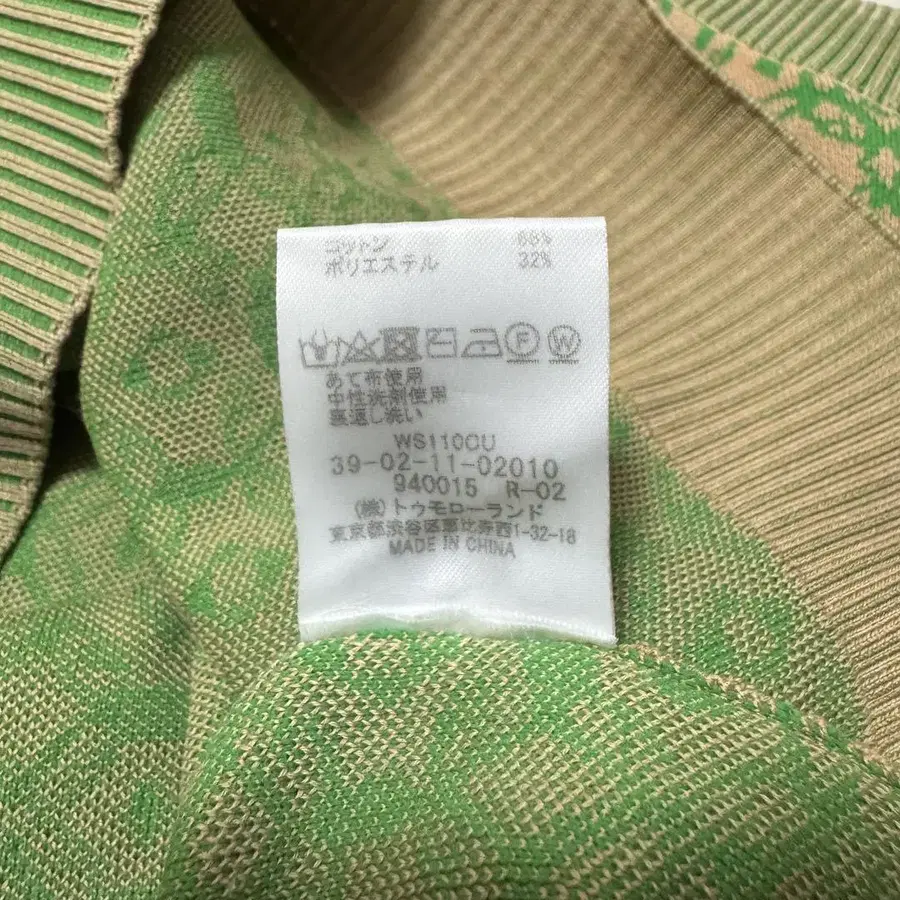 コットン 68%
ポリエステル 32%
F W
あて布使用
中性洗剤使用
裏返し洗い
WS110CU
39-02-11-02010
940015 R-02
(株)トゥモローランド
東京都渋谷区恵比寿西1-32-18
MADE IN CHINA